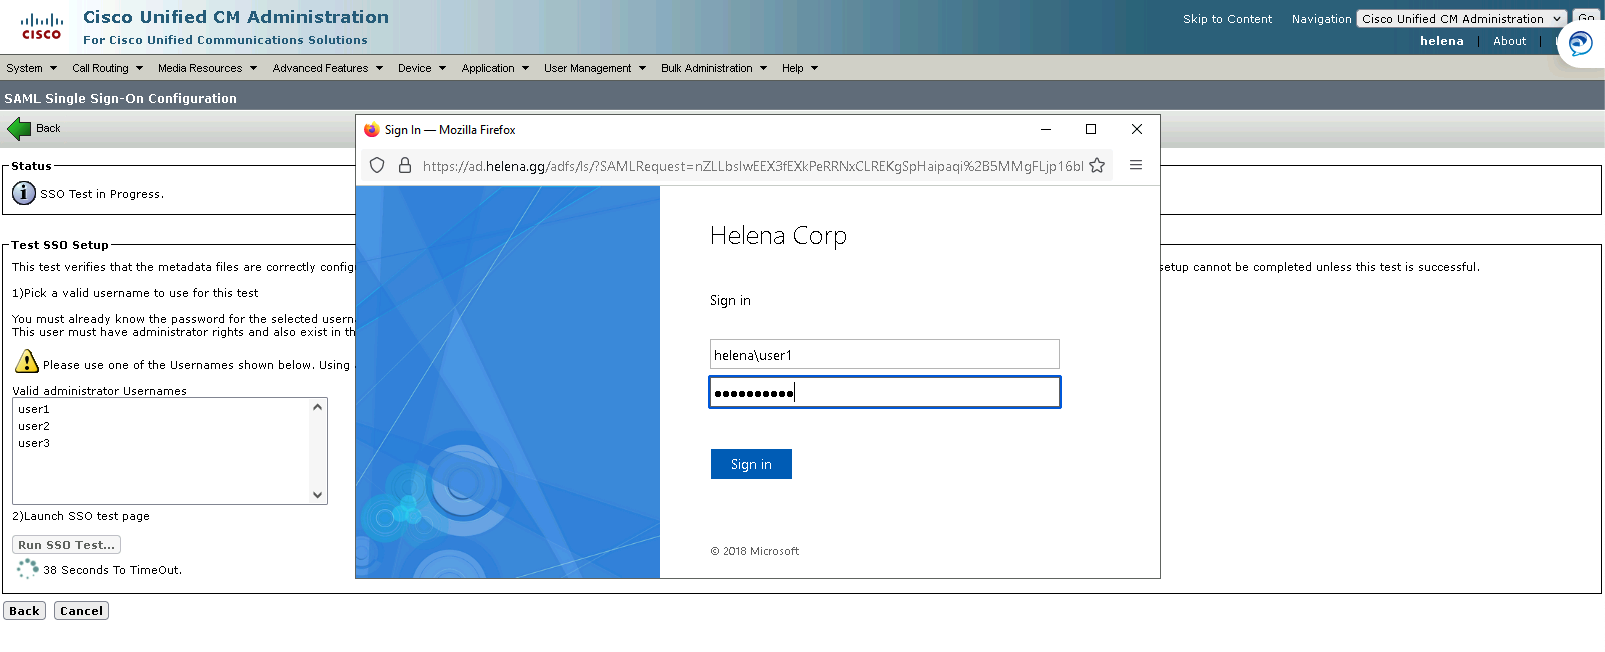 cisco
Cisco Unified CM Administration
For Cisco Unified Communications Solutions
Skip to Content Navigation Cisco Unified CM Administration Go
helena | About |
System Call Routing Media Resources Advanced Features Device Application User Management Bulk Administration Help
SAML Single Sign-On Configuration
Back
Status
SSO Test in Progress.
Test SSO Setup
This test verifies that the metadata files are correctly config
setup cannot be completed unless this test is successful.
1)Pick a valid username to use for this test
You must already know the password for the selected usern
This user must have administrator rights and also exist in th
Please use one of the Usernames shown below. Using
Valid administrator Usernames
user1
user2
user3
2)Launch SSO test page
Run SSO Test...
38 Seconds To TimeOut.
Back Cancel
Sign In — Mozilla Firefox
https://ad.helena.gg/adfs/ls/?SAMLRequest=nZLLbsIwEEX3fEXkPeRRNxCLREKgSpHaipaqi%2B5MMgFLjp16bl
Helena Corp
Sign in
helena\user1
••••••••••
Sign in
© 2018 Microsoft